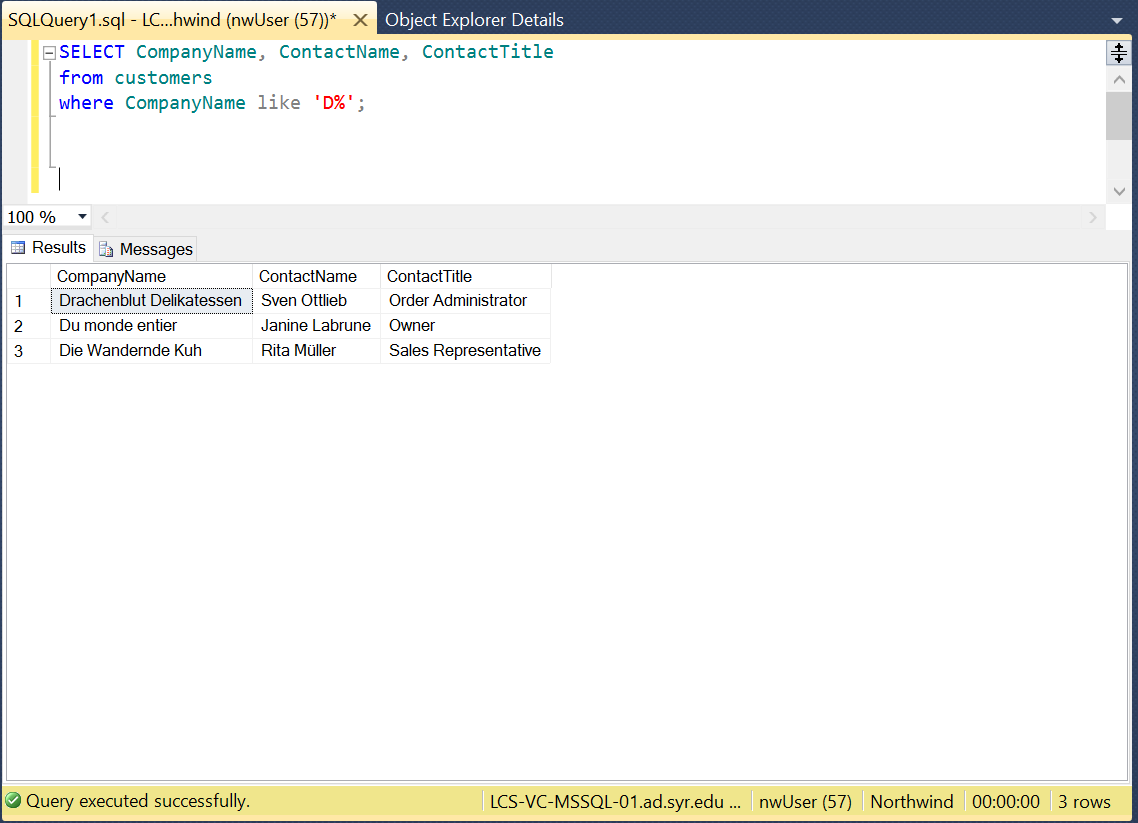 SQLQuery1.sql - LC...hwind (nwUser (57))* Object Explorer Details
SELECT CompanyName, ContactName, ContactTitle
from customers
where CompanyName like 'D%';
100 %
Results Messages
CompanyName ContactName ContactTitle
1 Drachenblut Delikatessen Sven Ottlieb Order Administrator
2 Du monde entier Janine Labrune Owner
3 Die Wandernde Kuh Rita Müller Sales Representative
Query executed successfully. LCS-VC-MSSQL-01.ad.syr.edu ... nwUser (57) Northwind 00:00:00 3 rows